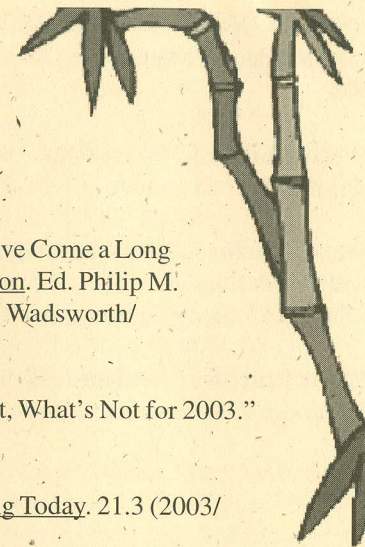 ve Come a Long
on. Ed. Philip M.
Wadsworth/
t, What's Not for 2003.”
g Today. 21.3 (2003/